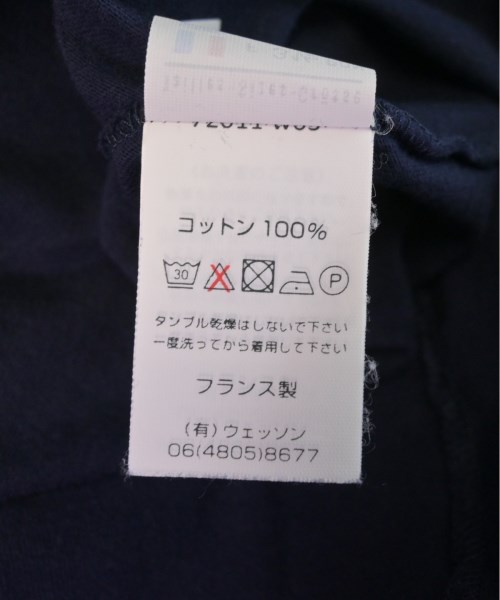 コットン 100%
30 P
タンブル乾燥はしないで下さい
一度洗ってから着用して下さい
フランス製
(有)ウェッソン
06(4805)8677